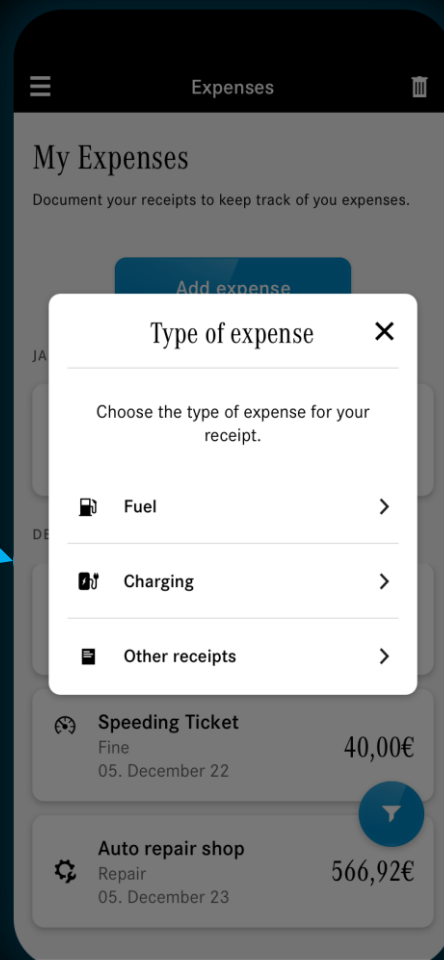 Expenses
My Expenses
Document your receipts to keep track of you expenses.
Add expense
Type of expense
JA
Choose the type of expense for your
receipt.
Fuel
DE
Charging
Other receipts
Speeding Ticket
Fine
40,00€
05. December 22
Auto repair shop
Repair
566,92€
05. December 23